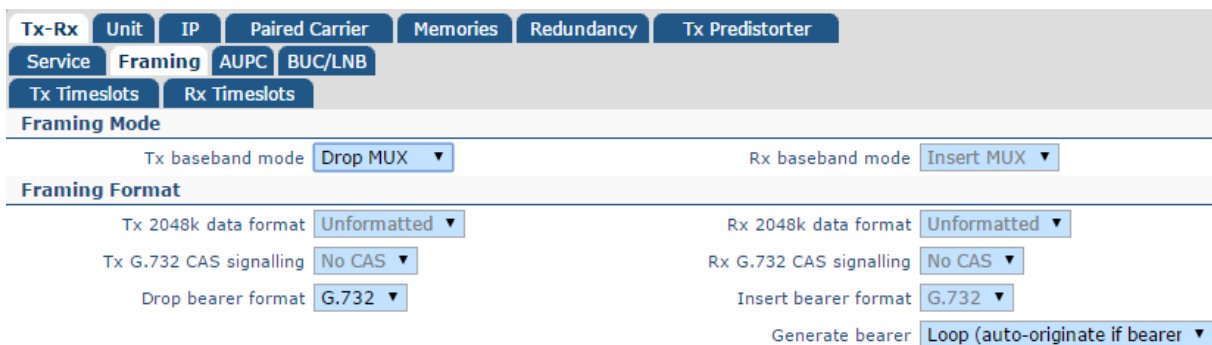 Tx-Rx Unit IP Paired Carrier Memories Redundancy Tx Predistorter
Service Framing AUPC BUC/LNB
Tx Timeslots Rx Timeslots
Framing Mode
Tx baseband mode Drop MUX Rx baseband mode Insert MUX
Framing Format
Tx 2048k data format Unformatted Rx 2048k data format Unformatted
Tx G.732 CAS signalling No CAS Rx G.732 CAS signalling No CAS
Drop bearer format G.732 Insert bearer format G.732
Generate bearer Loop (auto-originate if bearer